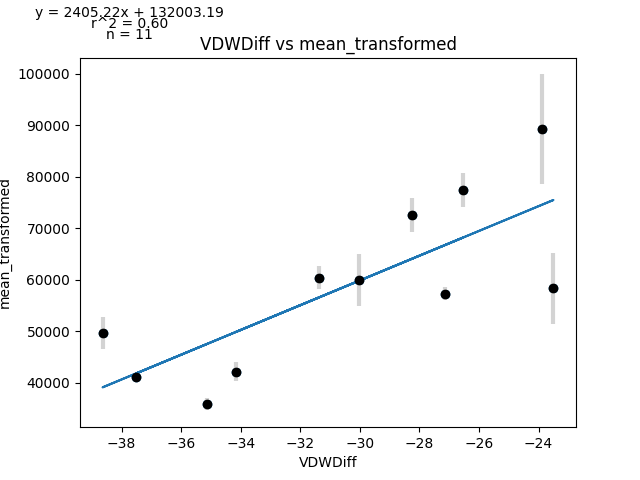 y = 2405.22x + 132003.19
r^2 = 0.60
n = 11
VDWDiff vs mean_transformed
100000
90000
80000
70000
60000
50000
40000
mean_transformed
−38
−36
−34
−32
−30
−28
−26
−24
VDWDiff